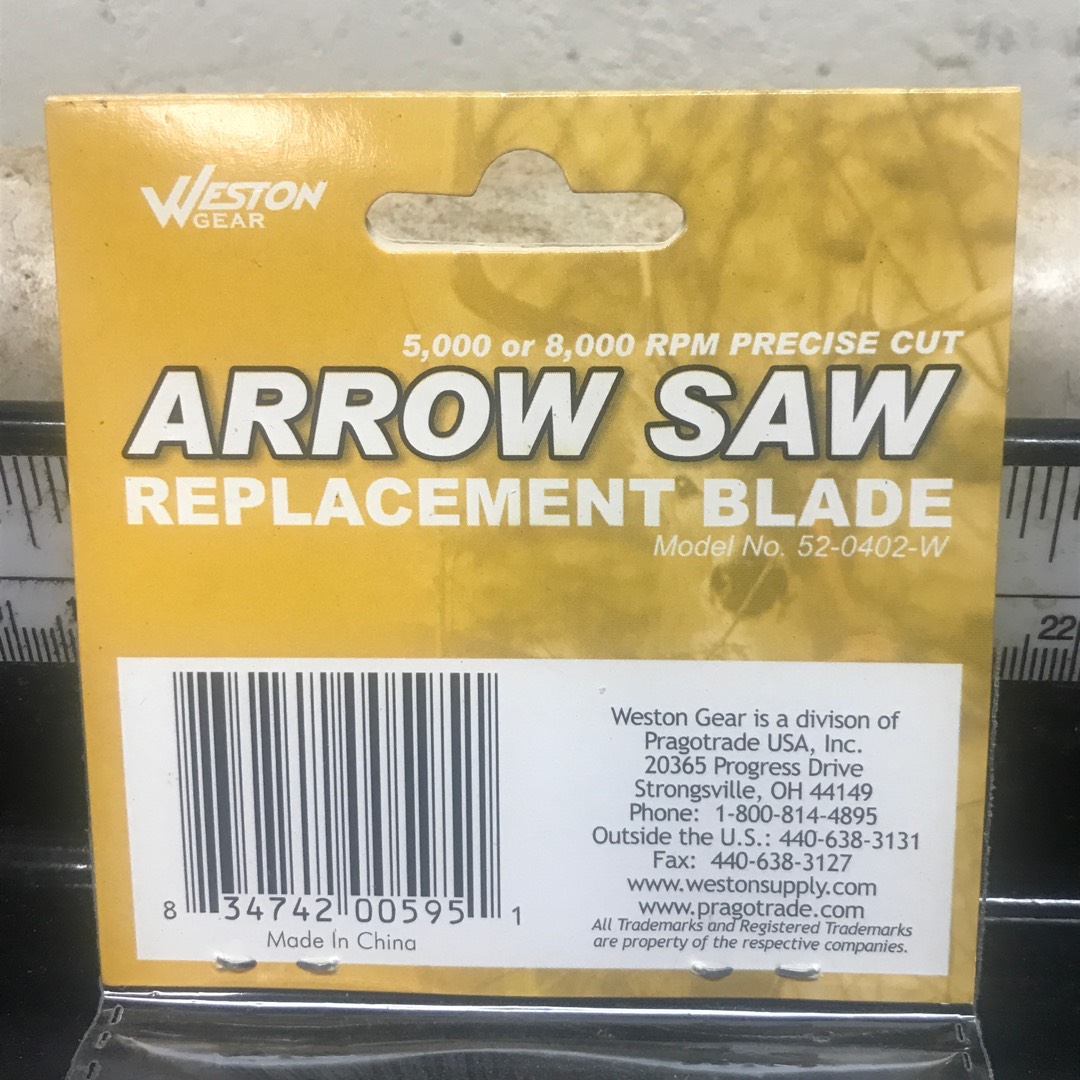 WESTON
GEAR
5,000 or 8,000 RPM PRECISE CUT
ARROW SAW
REPLACEMENT BLADE
Model No. 52-0402-W
22
8 34742 00595 1
Made In China
Weston Gear is a divison of
Pragotrade USA, Inc.
20365 Progress Drive
Strongsville, OH 44149
Phone: 1-800-814-4895
Outside the U.S.: 440-638-3131
Fax: 440-638-3127
www.westonsupply.com
www.pragotrade.com
All Trademarks and Registered Trademarks
are property of the respective companies.